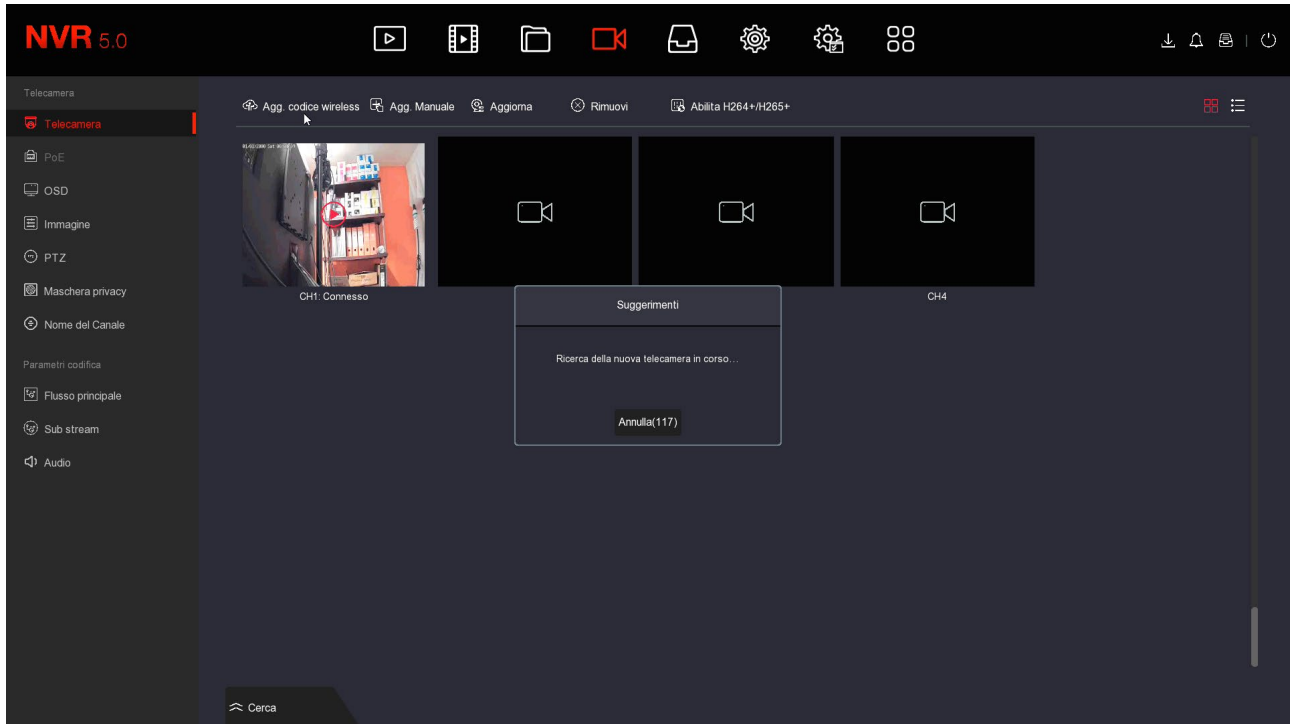 NVR 5.0
Telecamera
Telecamera
PoE
OSD
Immagine
PTZ
Maschera privacy
Nome del Canale
Parametri codifica
Flusso principale
Sub stream
Audio
Agg. codice wireless Agg. Manuale Aggiorna Rimuovi Abilita H264+/H265+
CH1: Connesso
CH4
Suggerimenti
Ricerca della nuova telecamera in corso...
Annulla(117)
Cerca